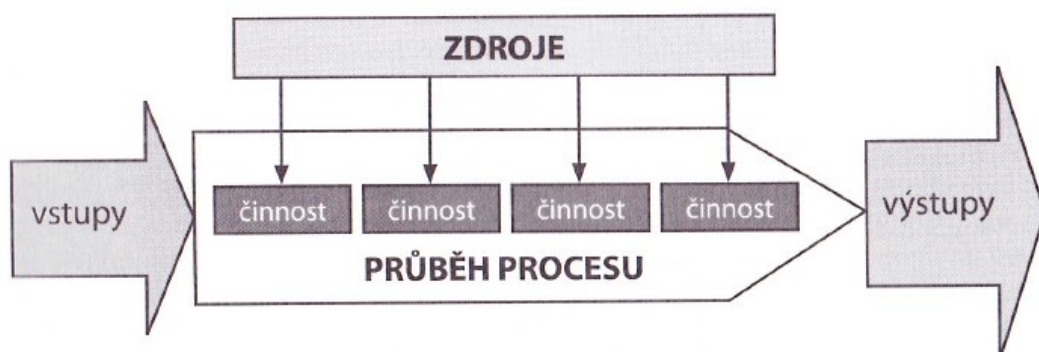 ZDROJE
vstupy
činnost
činnost
činnost
činnost
výstupy
PRŮBĚH PROCESU